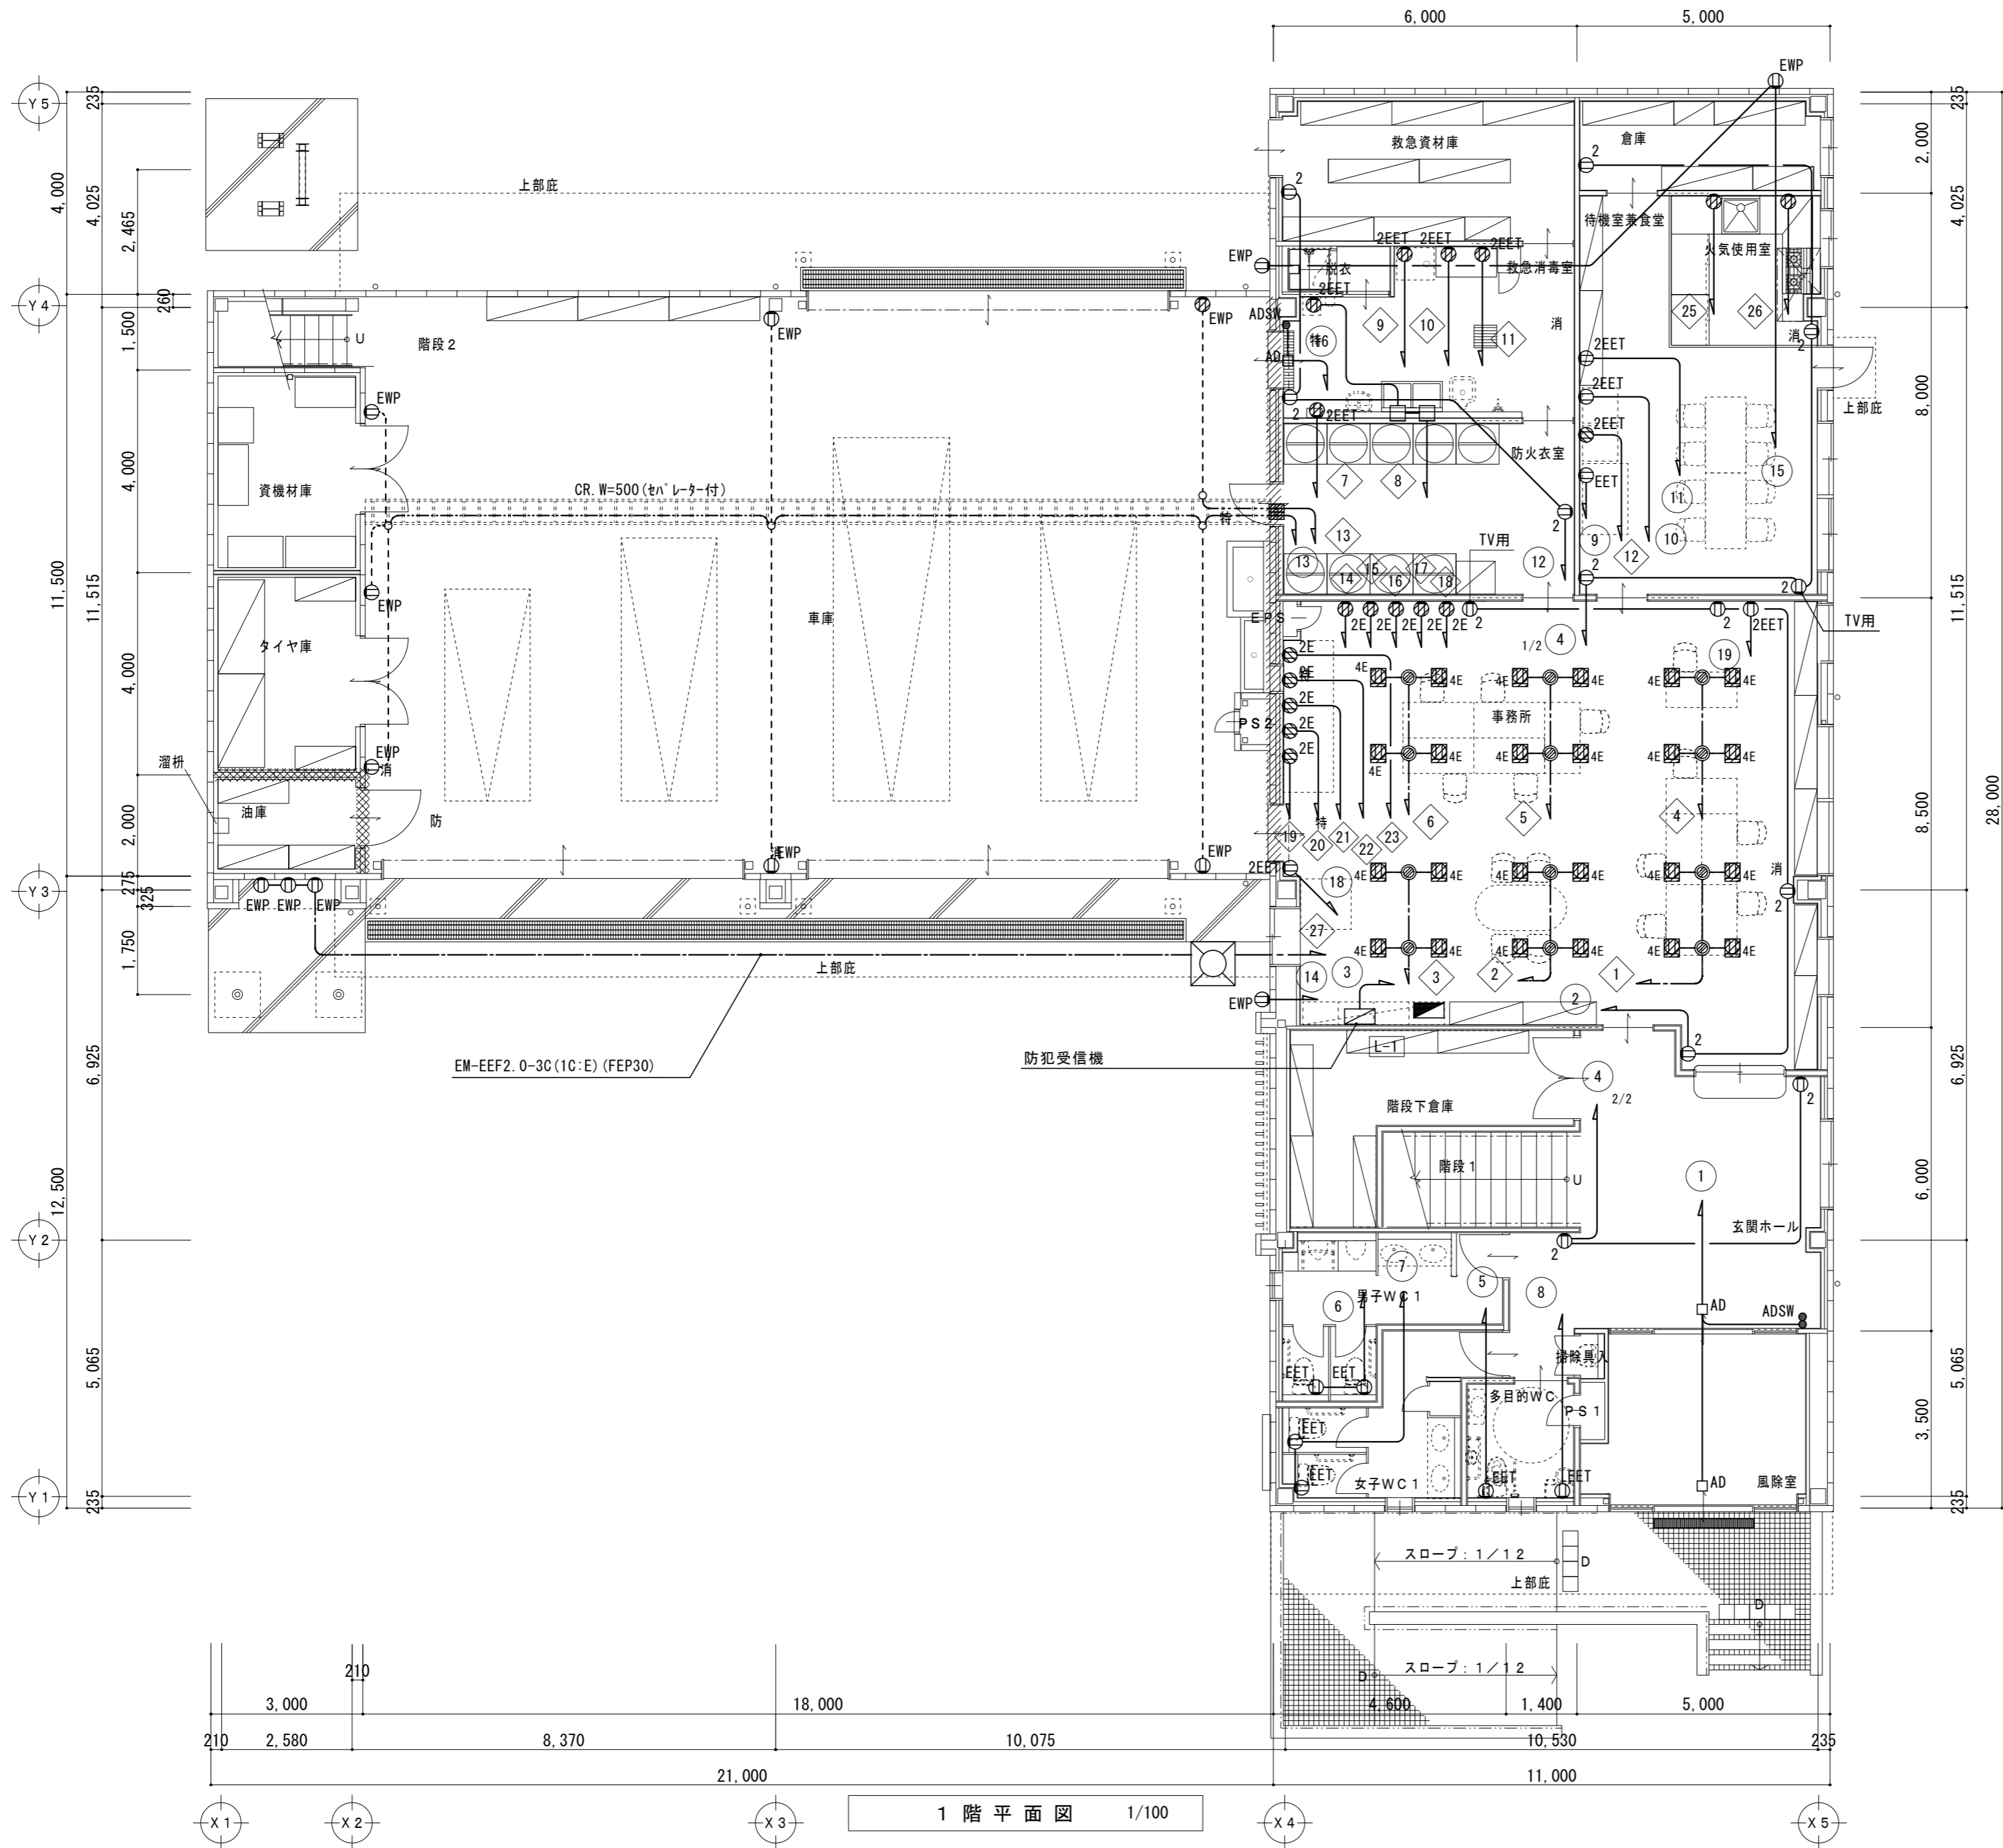 6,000
5,000
EWP
Y5
235
4,000
4,025
2,465
上部庇
救急資材庫
倉庫
2
2
235
2,000
4,025
待機室兼食堂
火気使用室
EWP
2EET
2EET
2EET
脱衣
救急消毒室
Y4
260
1,500
階段2
U
EWP
EWP
ADSW
2EET
特
16
9
10
11
消
25
26
消
2
AD
2EET
2EET
上部庇
8,000
EWP
2
2EET
2EET
防火衣室
4,000
資機材庫
CR.W=500(ｾﾊﾟﾚｰﾀｰ付)
特
7
8
EET
11
15
2
13
13
TV用
12
9
12
10
11,500
11,515
14
15
16
17
18
2
2
11,515
EWP
車庫
EPS
2E
2E
2E
2E
2E
2
2
2EET
TV用
タイヤ庫
4,000
2E
2E
特
2E
2E
2E
1/2
4
19
4E
4E
4E
4E
4E
4E
PS2
事務所
4E
4E
4E
4E
4E
4E
溜桝
EWP
消
油庫
防
2,000
19
特
20
21
22
23
6
5
4
8,500
28,000
消
EWP
EWP
2EET
18
4E
4E
4E
4E
4E
4E
消
2
Y3
275
325
EWP
EWP
EWP
1,750
27
4E
4E
4E
4E
4E
4E
上部庇
14
3
3
2
1
EWP
2
2
EM-EEF2.0-3C(1C:E)(FEP30)
防犯受信機
L-1
6,925
6,925
階段下倉庫
4
2/2
2
階段1
U
1
12,500
6,000
玄関ホール
Y2
2
7
5
8
男子WC1
6
AD
ADSW
掃除具入
EET
EET
多目的WC
PS1
5,065
5,065
3,500
EET
EET
女子WC1
EET
EET
AD
風除室
Y1
235
235
スロープ：1／12
D
上部庇
D
スロープ：1／12
D
210
3,000
18,000
4,600
1,400
5,000
210
2,580
8,370
10,075
10,530
235
21,000
11,000
X1
X2
X3
1階平面図 1/100
X4
X5